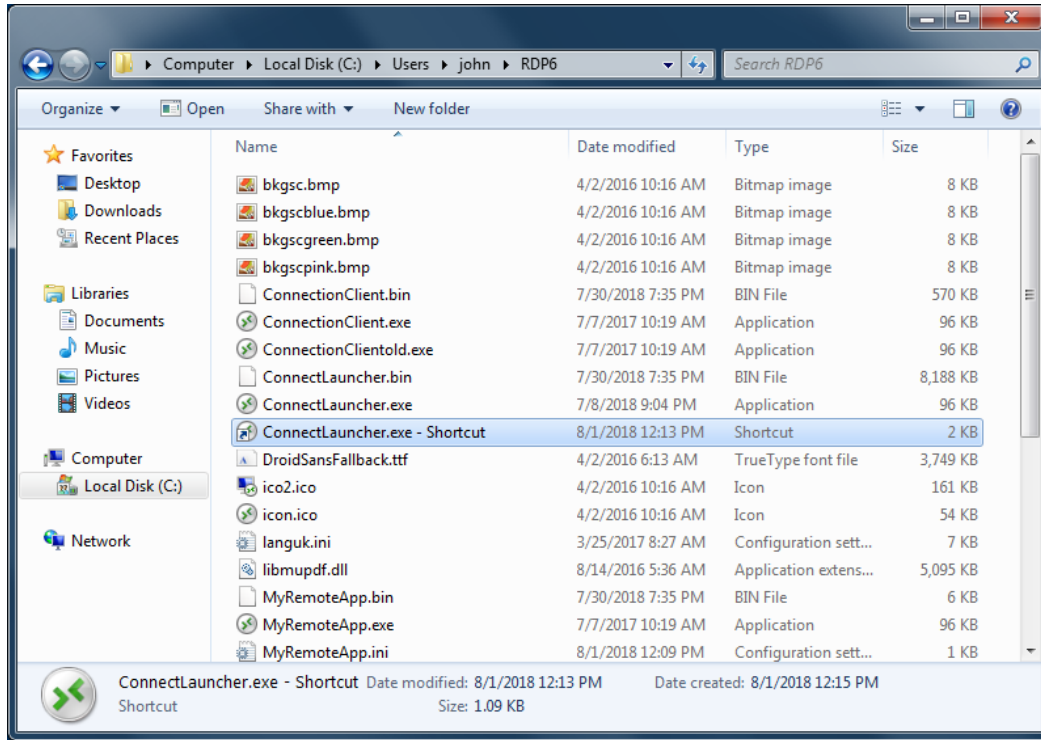 Computer Local Disk (C:) Users john RDP6 Search RDP6
Organize Open Share with New folder
Favorites
Desktop
Downloads
Recent Places
Libraries
Documents
Music
Pictures
Videos
Computer
Local Disk (C:)
Network
Name Date modified Type Size
bkgsc.bmp 4/2/2016 10:16 AM Bitmap image 8 KB
bkgscblue.bmp 4/2/2016 10:16 AM Bitmap image 8 KB
bkgscgreen.bmp 4/2/2016 10:16 AM Bitmap image 8 KB
bkgscpink.bmp 4/2/2016 10:16 AM Bitmap image 8 KB
ConnectionClient.bin 7/30/2018 7:35 PM BIN File 570 KB
ConnectionClient.exe 7/7/2017 10:19 AM Application 96 KB
ConnectionClientold.exe 7/7/2017 10:19 AM Application 96 KB
ConnectLauncher.bin 7/30/2018 7:35 PM BIN File 8,188 KB
ConnectLauncher.exe 7/8/2018 9:04 PM Application 96 KB
ConnectLauncher.exe - Shortcut 8/1/2018 12:13 PM Shortcut 2 KB
DroidSansFallback.ttf 4/2/2016 6:13 AM TrueType font file 3,749 KB
ico2.ico 4/2/2016 10:16 AM Icon 161 KB
icon.ico 4/2/2016 10:16 AM Icon 54 KB
languk.ini 3/25/2017 8:27 AM Configuration sett... 7 KB
libmupdf.dll 8/14/2016 5:36 AM Application extens... 5,095 KB
MyRemoteApp.bin 7/30/2018 7:35 PM BIN File 6 KB
MyRemoteApp.exe 7/7/2017 10:19 AM Application 96 KB
MyRemoteApp.ini 8/1/2018 12:09 PM Configuration sett... 1 KB
ConnectLauncher.exe - Shortcut Date modified: 8/1/2018 12:13 PM Date created: 8/1/2018 12:15 PM
Shortcut Size: 1.09 KB